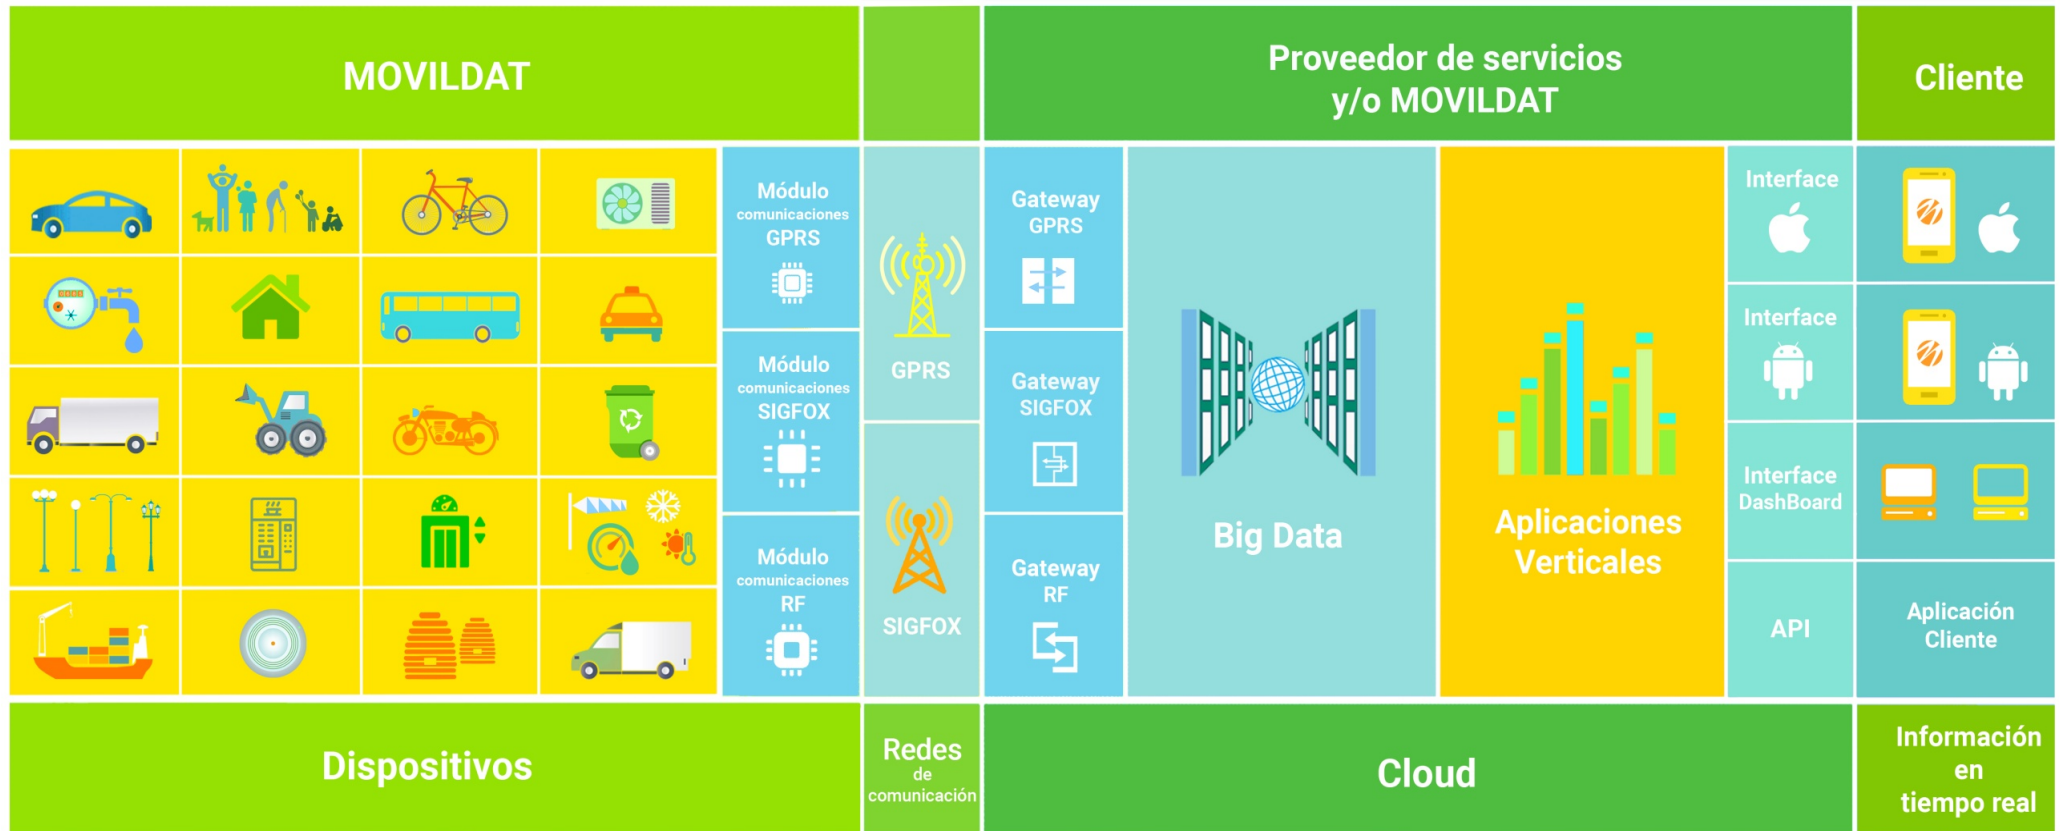 MOVILDAT
Proveedor de servicios
y/o MOVILDAT
Cliente
Módulo
comunicaciones
GPRS
Módulo
comunicaciones
SIGFOX
Módulo
comunicaciones
RF
GPRS
SIGFOX
Gateway
GPRS
Gateway
SIGFOX
Gateway
RF
Big Data
Aplicaciones
Verticales
Interface
Interface
Interface
DashBoard
API
Aplicación
Cliente
Dispositivos
Redes
de
comunicación
Cloud
Información
en
tiempo real